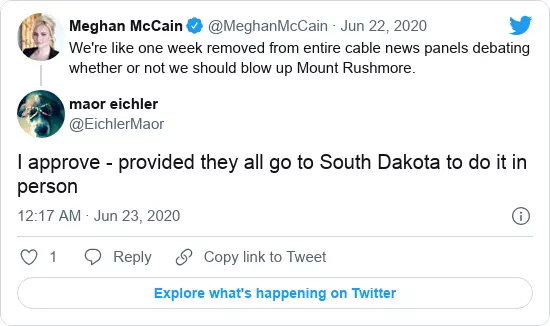 Meghan McCain @MeghanMcCain · Jun 22, 2020
We're like one week removed from entire cable news panels debating
whether or not we should blow up Mount Rushmore.
maor eichler
@EichlerMaor
I approve - provided they all go to South Dakota to do it in
person
12:17 AM · Jun 23, 2020
1 Reply Copy link to Tweet
Explore what's happening on Twitter